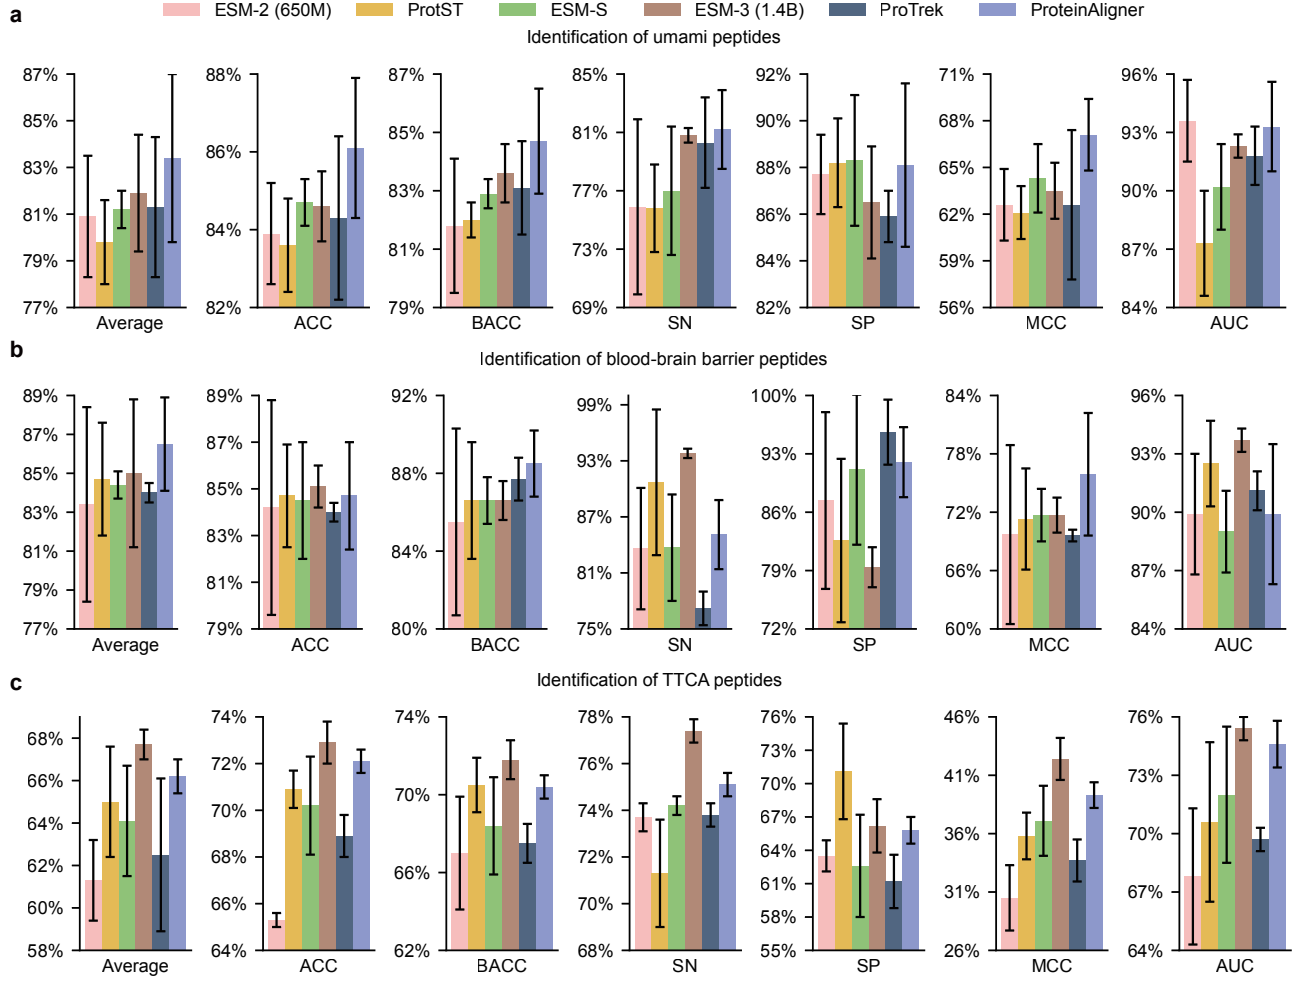 a
ESM-2 (650M) ProtST ESM-S ESM-3 (1.4B) ProTrek ProteinAligner
Identification of umami peptides
87% 88% 87% 85% 92% 71% 96%
85% 86% 85% 81% 90% 68% 93%
83% 84% 83% 77% 88% 65% 90%
81% 82% 81% 73% 86% 62% 87%
79% 79% 69% 84% 59% 84%
77% 82% 56%
Average ACC BACC SN SP MCC AUC
b
Identification of blood-brain barrier peptides
89% 89% 92% 99% 100% 84% 96%
87% 87% 88% 93% 93% 78% 93%
85% 85% 84% 87% 86% 72% 90%
83% 83% 80% 81% 79% 66% 87%
81% 81% 75% 72% 60% 84%
79% 79%
77%
Average ACC BACC SN SP MCC AUC
c
Identification of TTCA peptides
68% 74% 74% 78% 76% 46% 76%
66% 72% 70% 76% 73% 41% 73%
64% 70% 66% 74% 70% 36% 70%
62% 68% 62% 72% 67% 31% 67%
60% 66% 70% 64% 26% 64%
58% 64% 68% 61%
58%
55%
Average ACC BACC SN SP MCC AUC